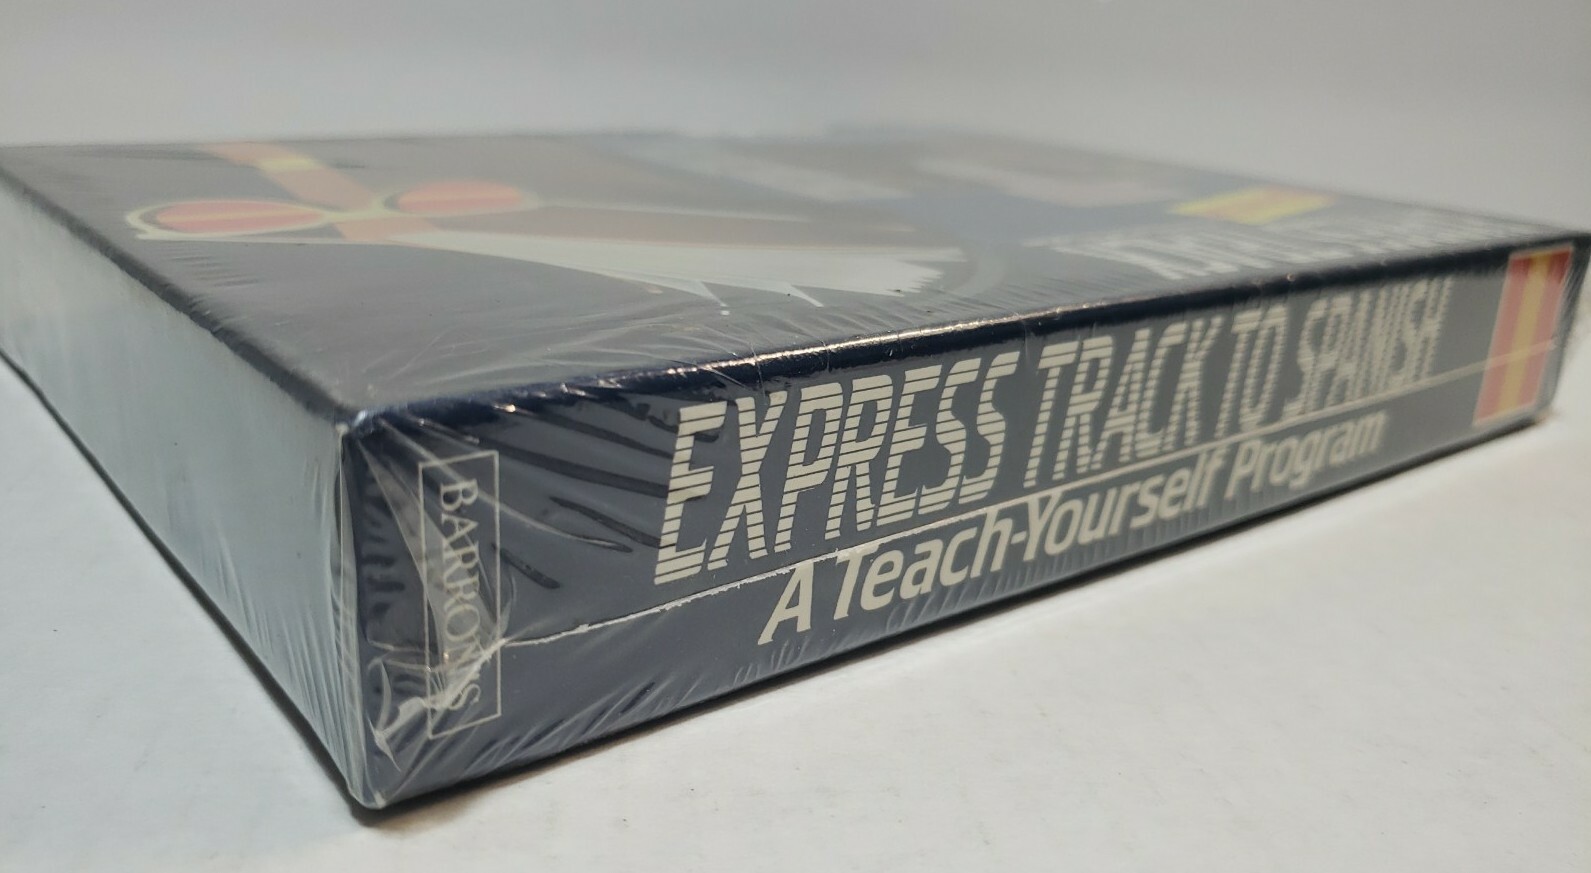 EXPRESS TRACK TO SPANISH
A Teach-Yourself Program
BARRON'S